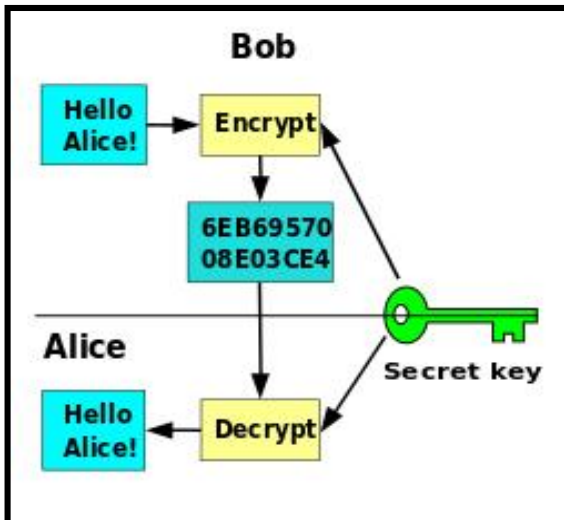 Bob
Hello
Alice!
Encrypt
6EB69570
08E03CE4
Alice
Secret key
Hello
Alice!
Decrypt